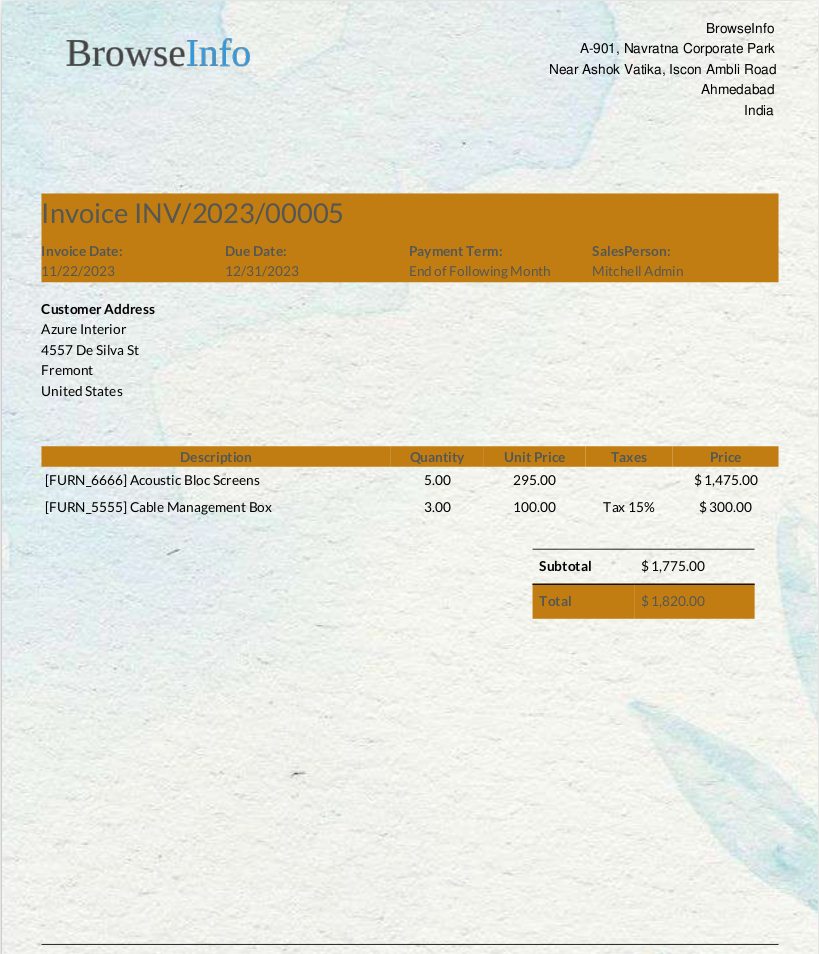 BrowseInfo
BrowseInfo
A-901, Navratna Corporate Park
Near Ashok Vatika, Iscon Ambli Road
Ahmedabad
India
Invoice INV/2023/00005
Invoice Date: Due Date: Payment Term: SalesPerson:
11/22/2023 12/31/2023 End of Following Month Mitchell Admin
Customer Address
Azure Interior
4557 De Silva St
Fremont
United States
Description Quantity Unit Price Taxes Price
[FURN_6666] Acoustic Bloc Screens 5.00 295.00 $ 1,475.00
[FURN_5555] Cable Management Box 3.00 100.00 Tax 15% $ 300.00
Subtotal $ 1,775.00
Total $ 1,820.00